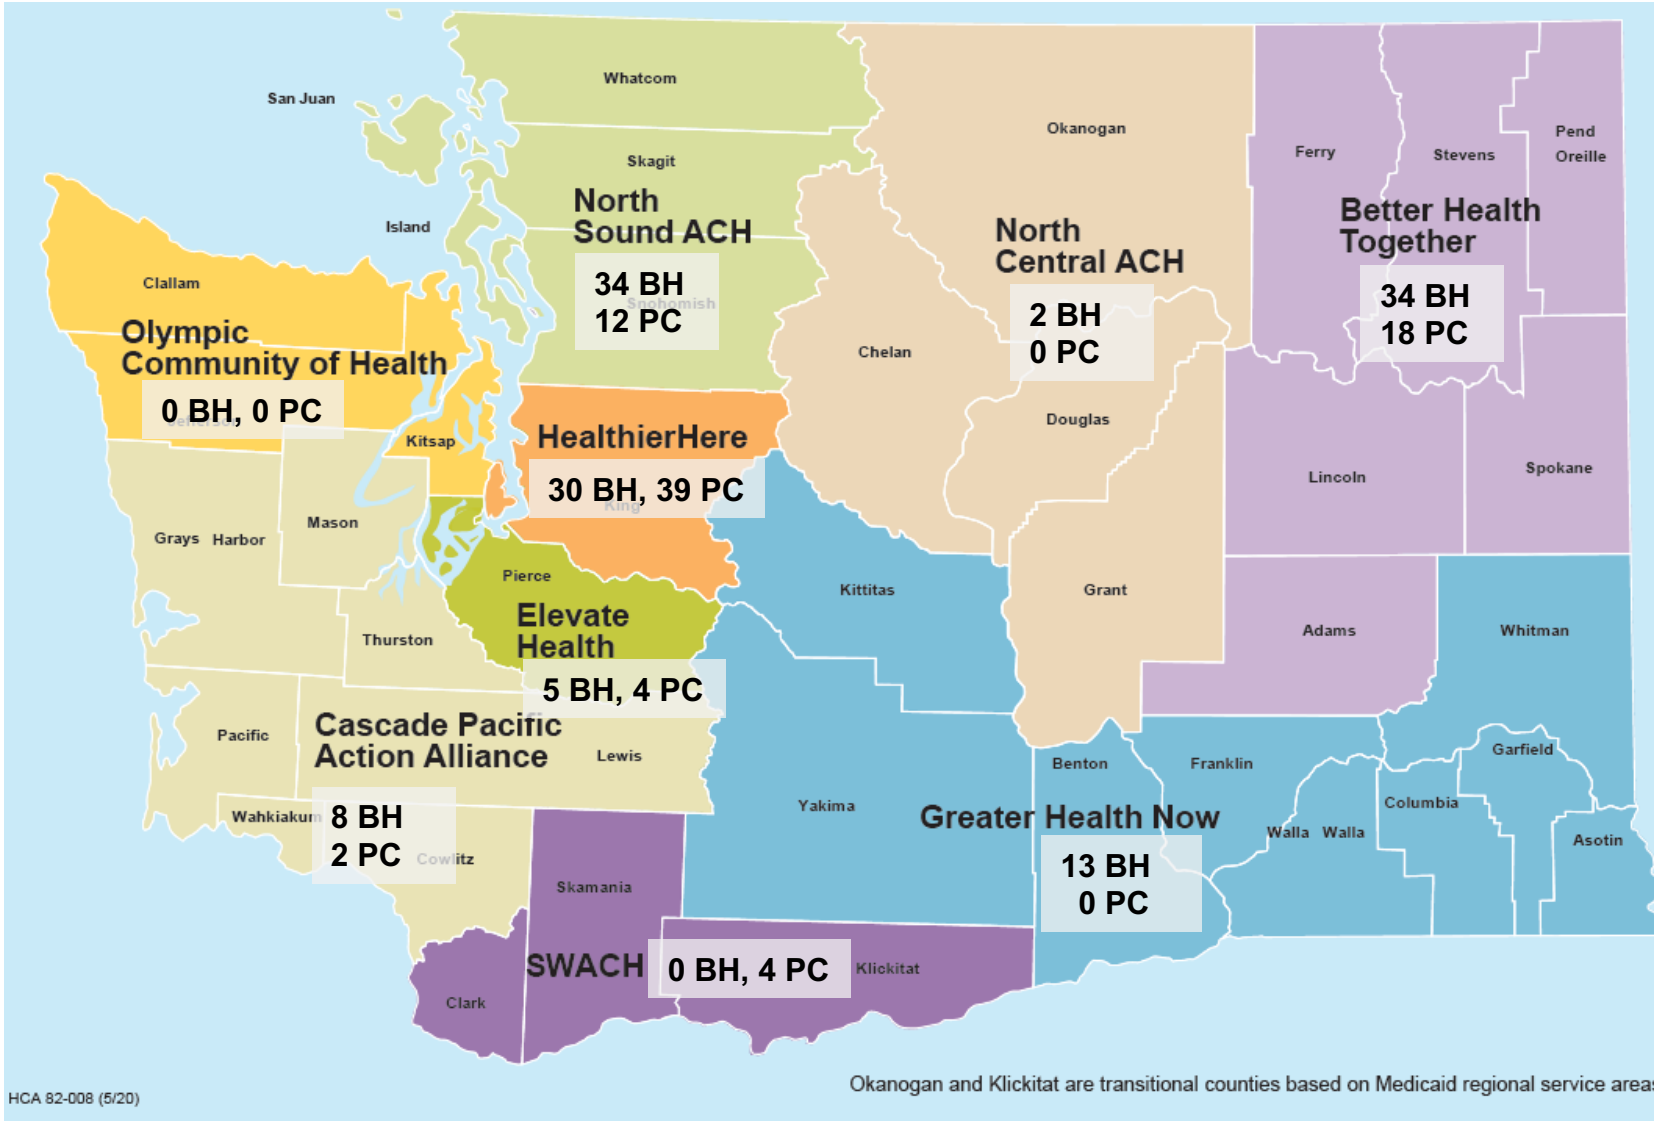 Whatcom
San Juan
Skagit
Island
North
Sound ACH
34 BH
Snohomish
12 PC
Okanogan
North
Central ACH
2 BH
0 PC
Chelan
Douglas
Grant
Ferry
Stevens
Pend
Oreille
Better Health
Together
34 BH
18 PC
Lincoln
Spokane
Adams
Clallam
Olympic
Community of Health
0 BH, 0 PC
Jefferson
Kitsap
HealthierHere
30 BH, 39 PC
King
Pierce
Elevate
Health
5 BH, 4 PC
Mason
Grays Harbor
Thurston
Pacific
Cascade Pacific
Action Alliance
Lewis
Wahkiakum
8 BH
2 PC
Cowlitz
Kittitas
Yakima
Benton
Franklin
Whitman
Garfield
Columbia
Walla Walla
Asotin
Greater Health Now
13 BH
0 PC
Skamania
SWACH
0 BH, 4 PC
Klickitat
Clark
Okanogan and Klickitat are transitional counties based on Medicaid regional service areas
HCA 82-008 (5/20)